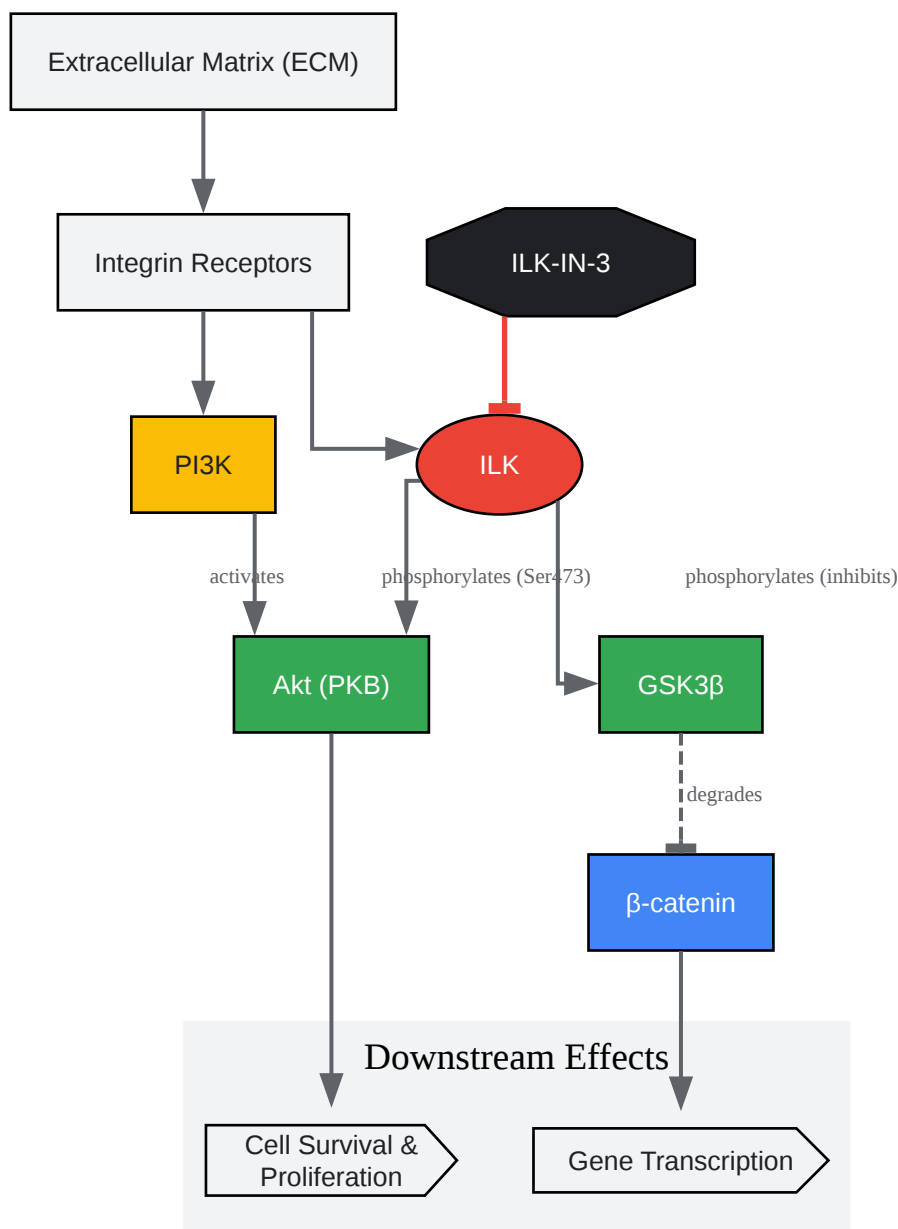 Extracellular Matrix (ECM)
Integrin Receptors
ILK-IN-3
PI3K
ILK
activates
phosphorylates (Ser473)
phosphorylates (inhibits)
Akt (PKB)
GSK3β
degrades
β-catenin
Downstream Effects
Cell Survival &
Proliferation
Gene Transcription